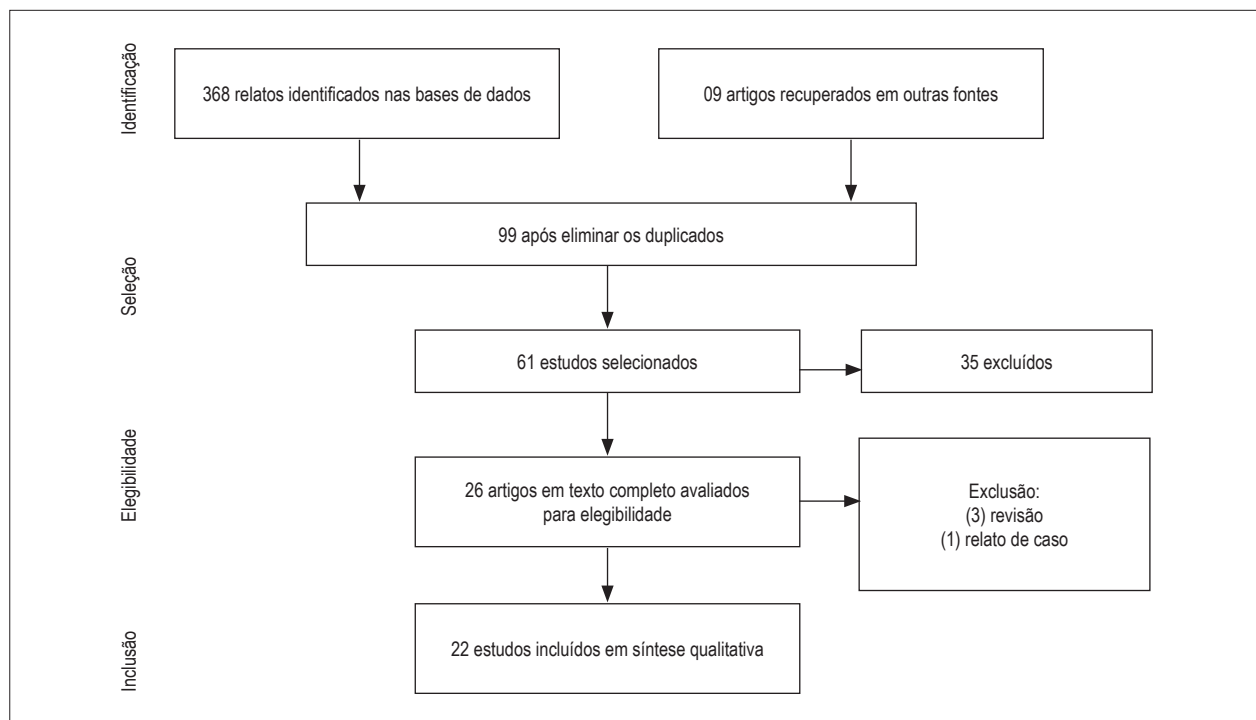 Identificação
368 relatos identificados nas bases de dados
09 artigos recuperados em outras fontes
99 após eliminar os duplicados
Seleção
61 estudos selecionados
35 excluídos
Elegibilidade
26 artigos em texto completo avaliados
para elegibilidade
Exclusão:
(3) revisão
(1) relato de caso
Inclusão
22 estudos incluídos em síntese qualitativa